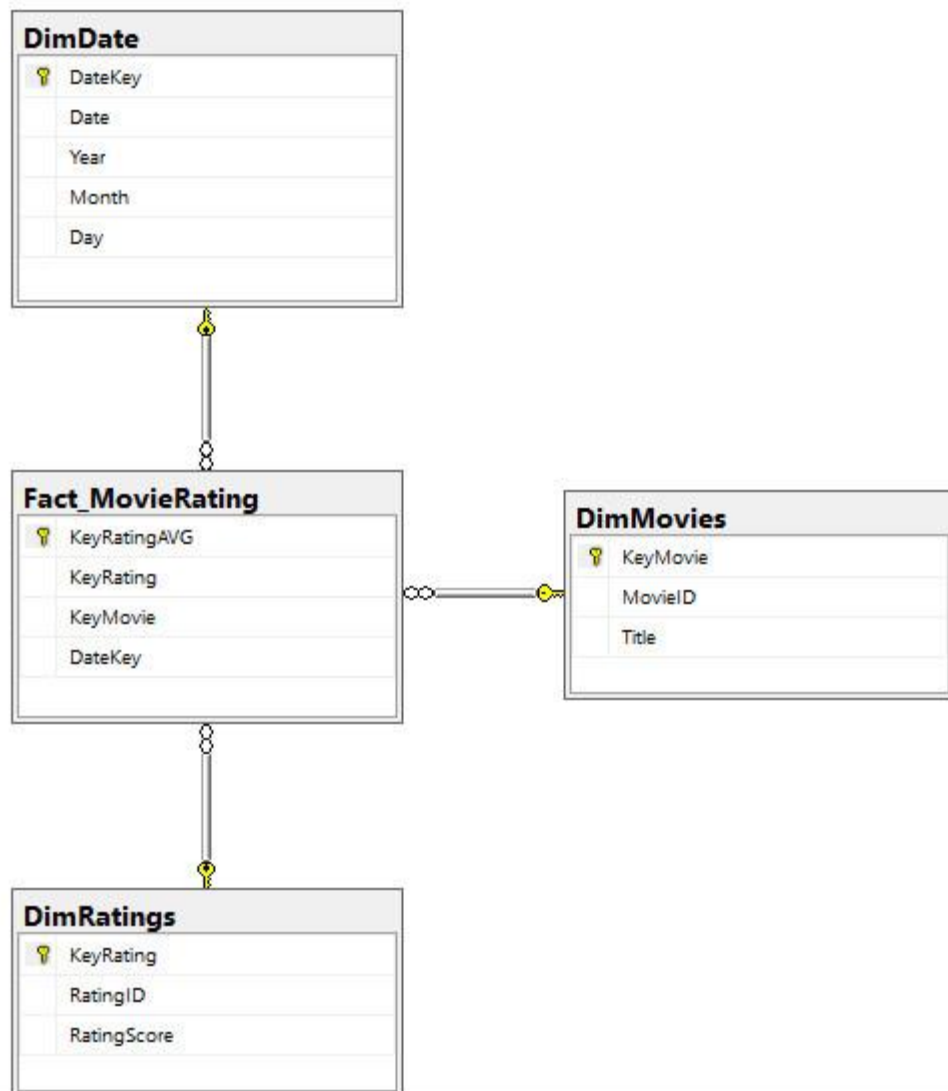 DimDate
DateKey
Date
Year
Month
Day
Fact_MovieRating
KeyRatingAVG
KeyRating
KeyMovie
DateKey
DimMovies
KeyMovie
MovieID
Title
DimRatings
KeyRating
RatingID
RatingScore